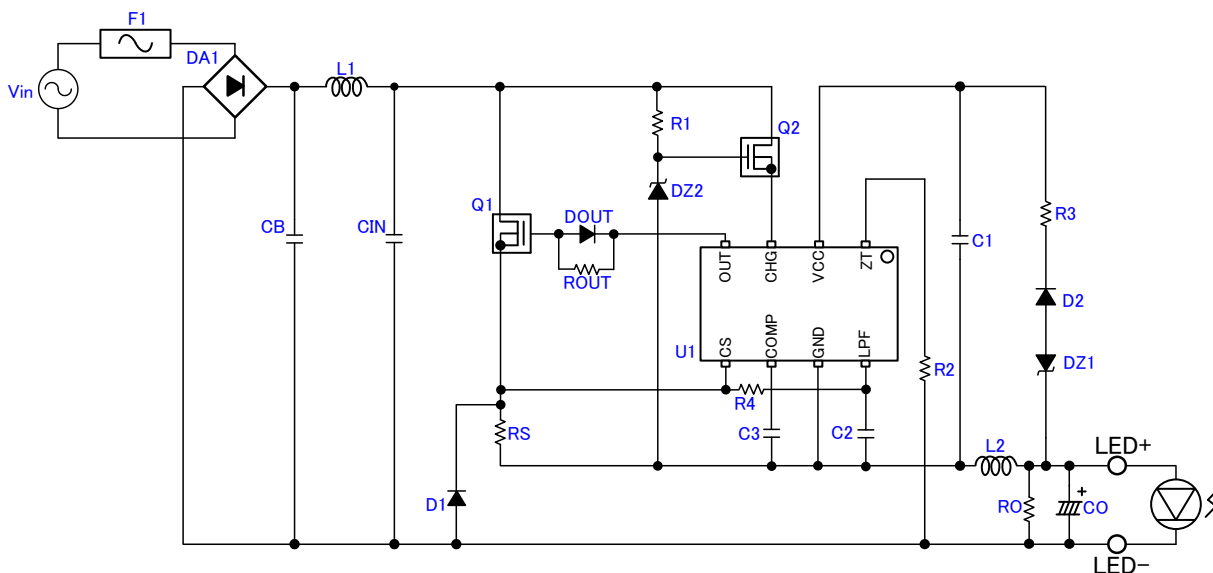 F1
DA1
Vin
L1
CB
CIN
Q1
DOUT
ROUT
R1
DZ2
Q2
OUT
CHG
VCC
ZT
CS
COMP
GND
LPF
U1
R4
C3
C2
R2
C1
R3
D2
DZ1
RS
D1
L2
RO
CO
+
LED+
LED-